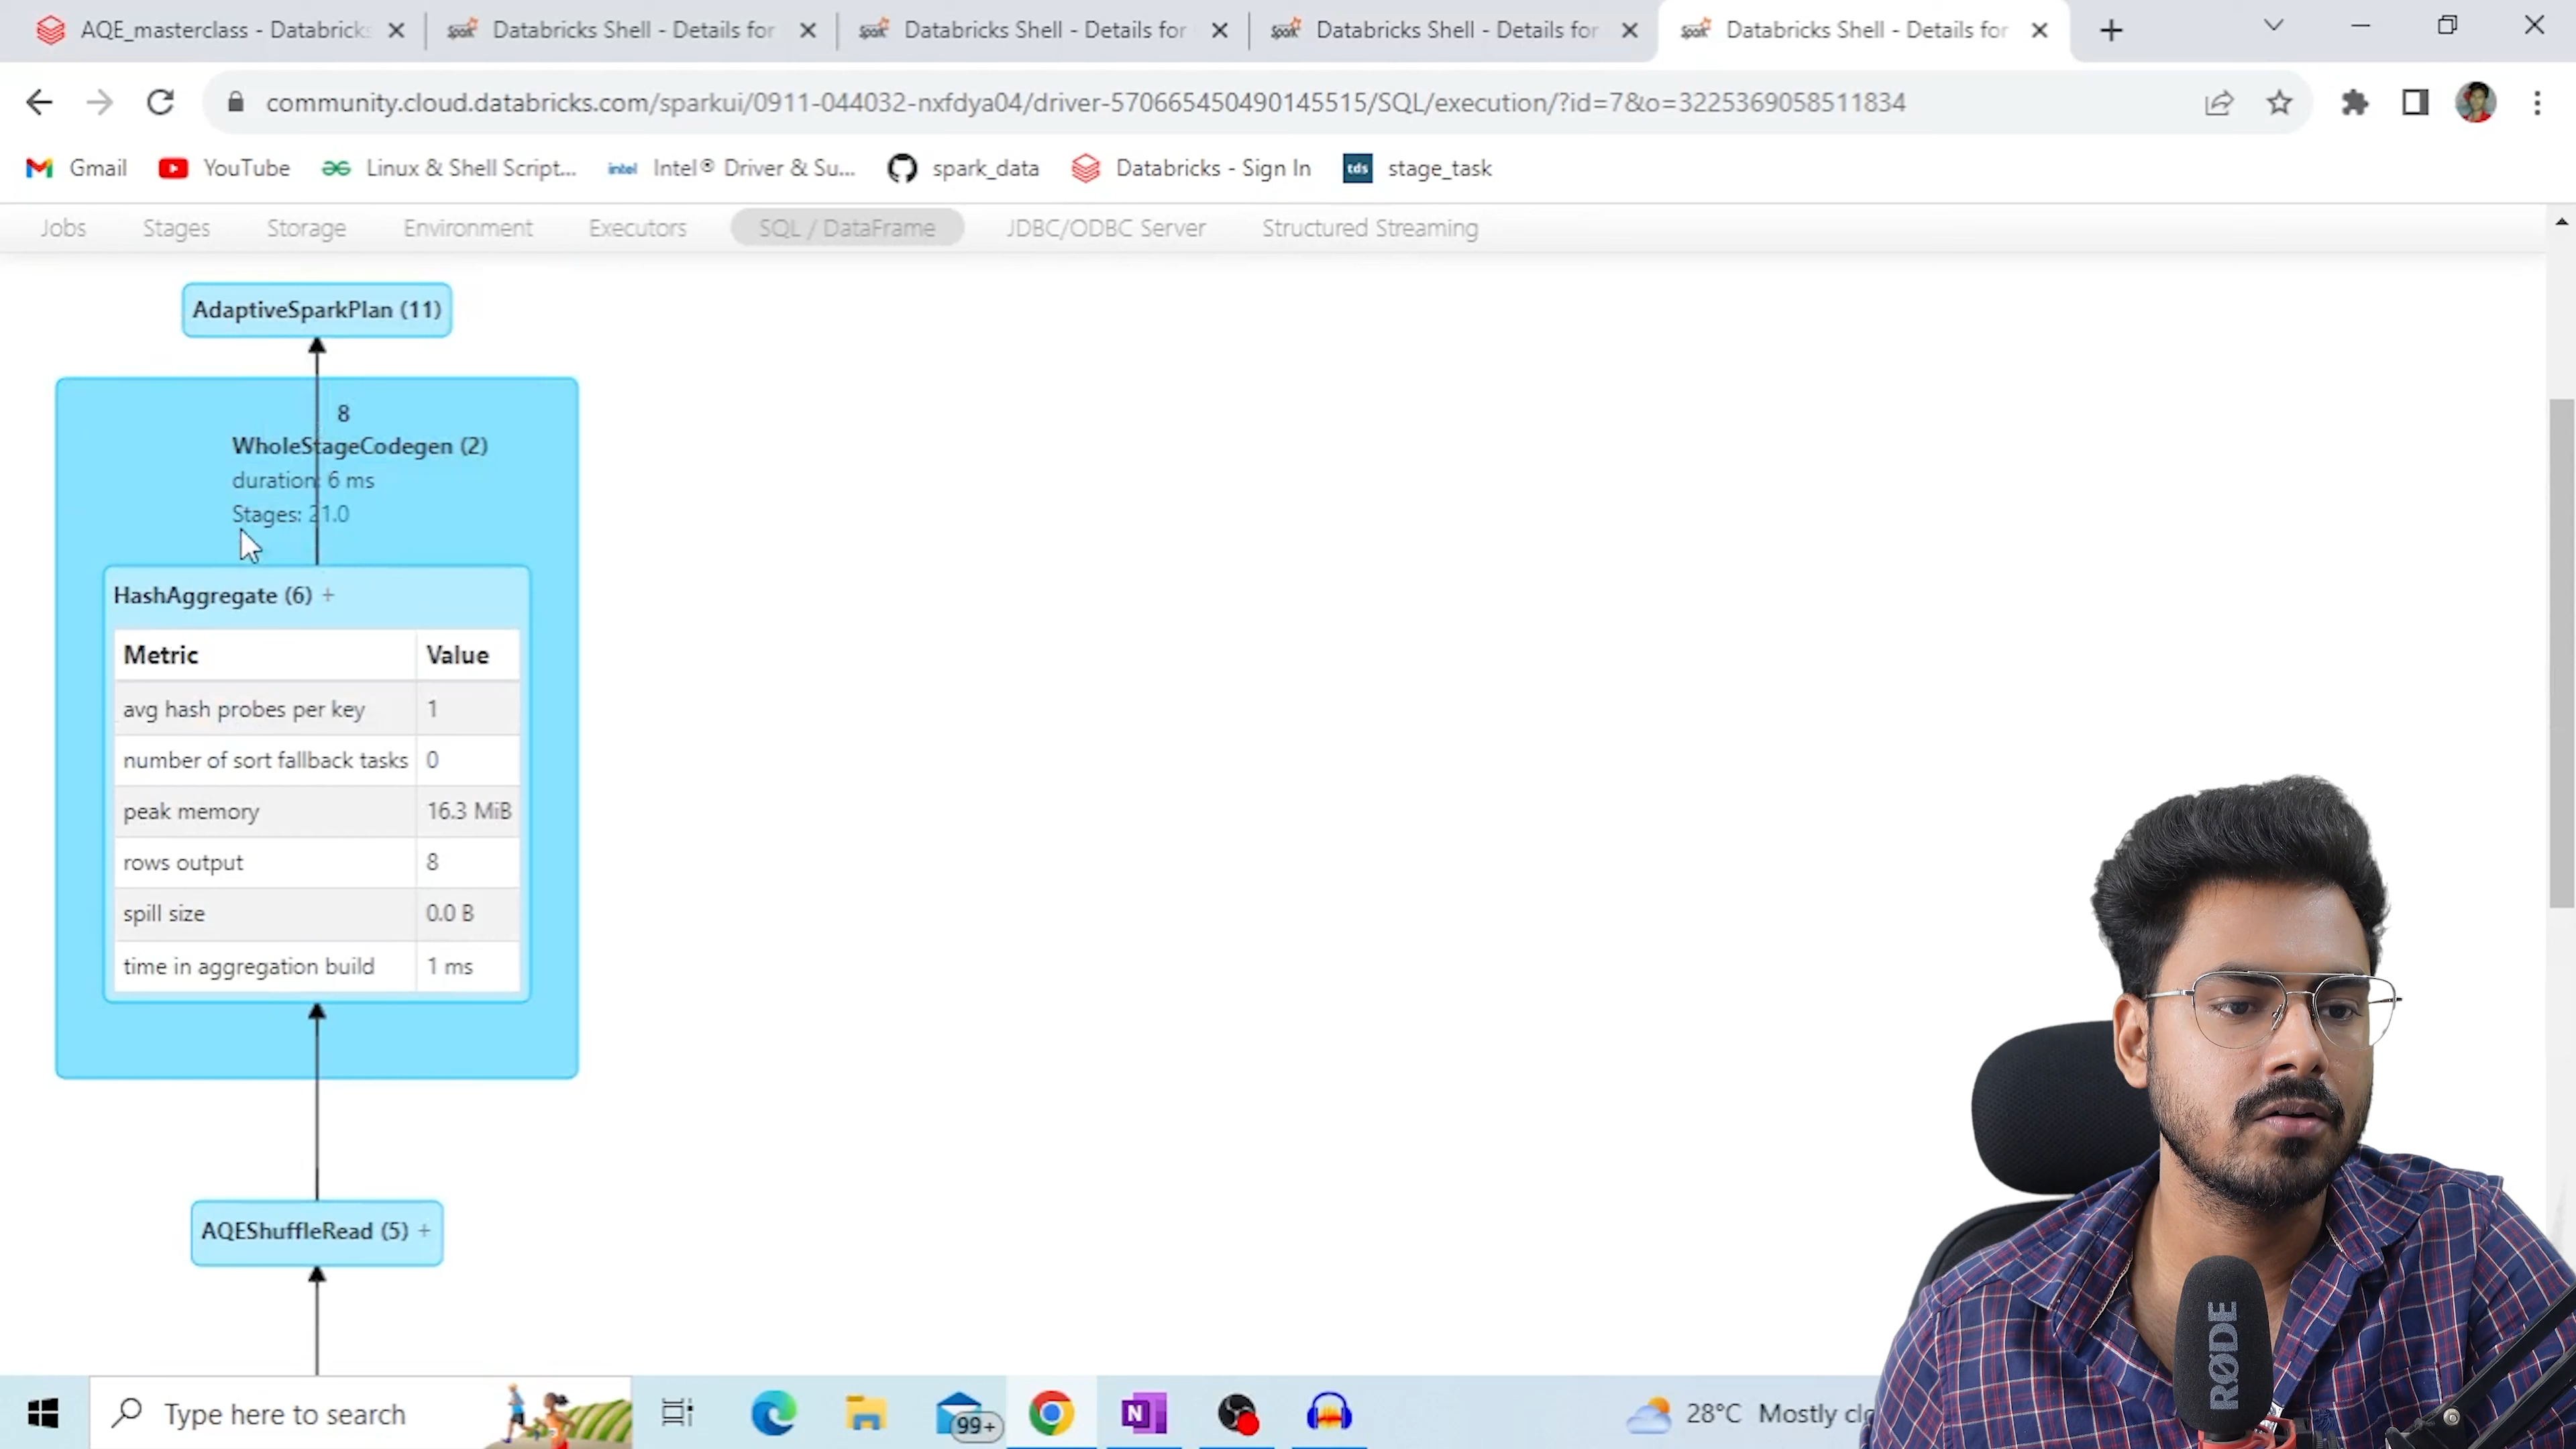 AQE_masterclass - Databricks
Databricks Shell - Details for
Databricks Shell - Details for
Databricks Shell - Details for
Databricks Shell - Details for
community.cloud.databricks.com/sparkui/0911-044032-nxfdya04/driver-570665450490145515/SQL/execution/?id=7&o=3225369058511834
Gmail
YouTube
Linux & Shell Script...
intel
Intel® Driver & Su...
spark_data
Databricks - Sign In
tds
stage_task
Jobs
Stages
Storage
Environment
Executors
SQL / DataFrame
JDBC/ODBC Server
Structured Streaming
AdaptiveSparkPlan (11)
8
WholeStageCodegen (2)
duration: 6 ms
Stages: 21.0
HashAggregate (6) +
Metric Value
avg hash probes per key 1
number of sort fallback tasks 0
peak memory 16.3 MiB
rows output 8
spill size 0.0 B
time in aggregation build 1 ms
AQEShuffleRead (5) +
RØDE
Type here to search
99+
N
28°C Mostly